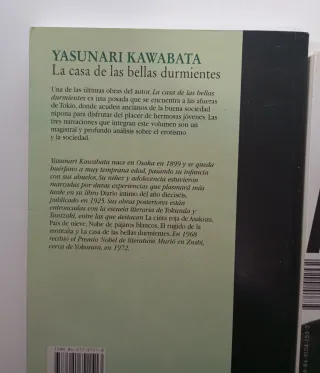 YASUNARI KAWABATA
La casa de las bellas durmientes
Una de las últimas obras del autor, La casa de las bellas
durmientes es una posada que se encuentra a las afueras
de Tokio, donde acuden ancianos de la buena sociedad
nipona para disfrutar del placer de hermosas jóvenes. Las
tres narraciones que integran este volumen son un
magistral y profundo análisis sobre el erotismo
y la sociedad.
Yasunari Kawabata nace en Osaka en 1899 y se queda
huérfano a muy temprana edad, pasando su infancia
con sus abuelos. Su niñez y adolescencia estuvieron
marcadas por duras experiencias que plasmará más
tarde en su libro Diario íntimo del año dieciseis,
publicado en 1925. Sus obras posteriores están
entroncadas con la escuela literaria de
entre las que destacan La cinta roja de Asakusa,
País de nieve, Nube de pájaros blancos, El rugido de la
montaña y La casa de las bellas durmientes. En 1968
recibió el Premio Nobel de literatura. Murió en Zushi,
cerca de Yokosuka, en 1972.